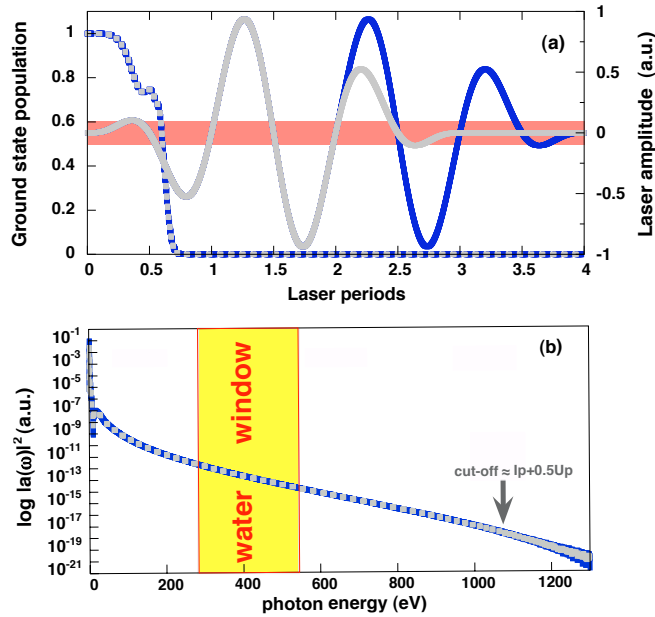 Ground state population
1
0.8
0.6
0.4
0.2
0
(a)
1
0.5
0
-0.5
-1
Laser amplitude (a.u.)
0 0.5 1 1.5 2 2.5 3 3.5 4
Laser periods
log |a(ω)|² (a.u.)
10⁻¹
10⁻³
10⁻⁵
10⁻⁷
10⁻⁹
10⁻¹¹
10⁻¹³
10⁻¹⁵
10⁻¹⁷
10⁻¹⁹
10⁻²¹
water window
(b)
cut-off ≈ Ip+0.5Up
0 200 400 600 800 1000 1200
photon energy (eV)